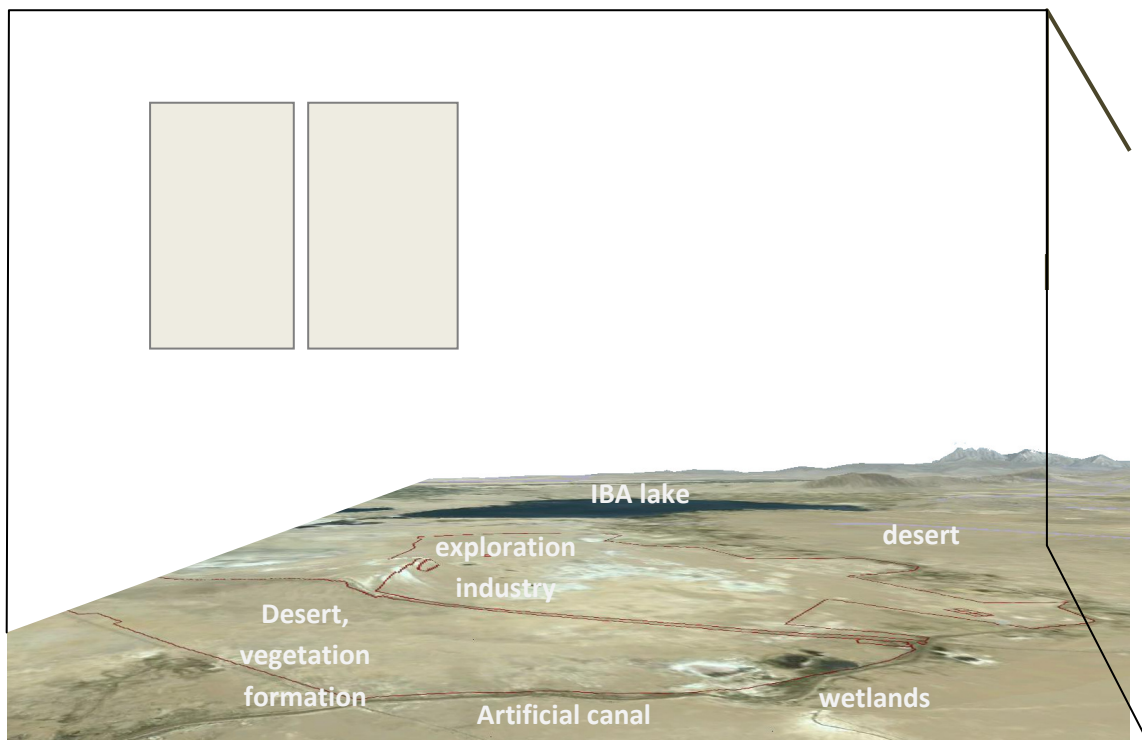 IBA lake
desert
exploration
industry
Desert,
vegetation
formation
wetlands
Artificial canal